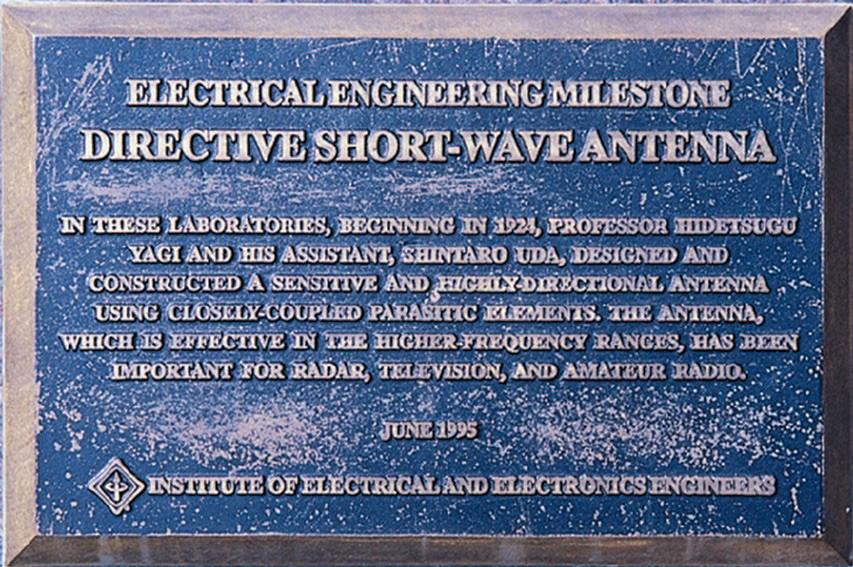 ELECTRICAL ENGINEERING MILESTONE
DIRECTIVE SHORT-WAVE ANTENNA
IN THESE LABORATORIES, BEGINNING IN 1924, PROFESSOR HIDETSUGU
YAGI AND HIS ASSISTANT, SHINTARO UDA, DESIGNED AND
CONSTRUCTED A SENSITIVE AND HIGHLY-DIRECTIONAL ANTENNA
USING CLOSELY-COUPLED PARASITIC ELEMENTS. THE ANTENNA,
WHICH IS EFFECTIVE IN THE HIGHER-FREQUENCY RANGES, HAS BEEN
IMPORTANT FOR RADAR, TELEVISION, AND AMATEUR RADIO.
JUNE 1995
INSTITUTE OF ELECTRICAL AND ELECTRONICS ENGINEERS